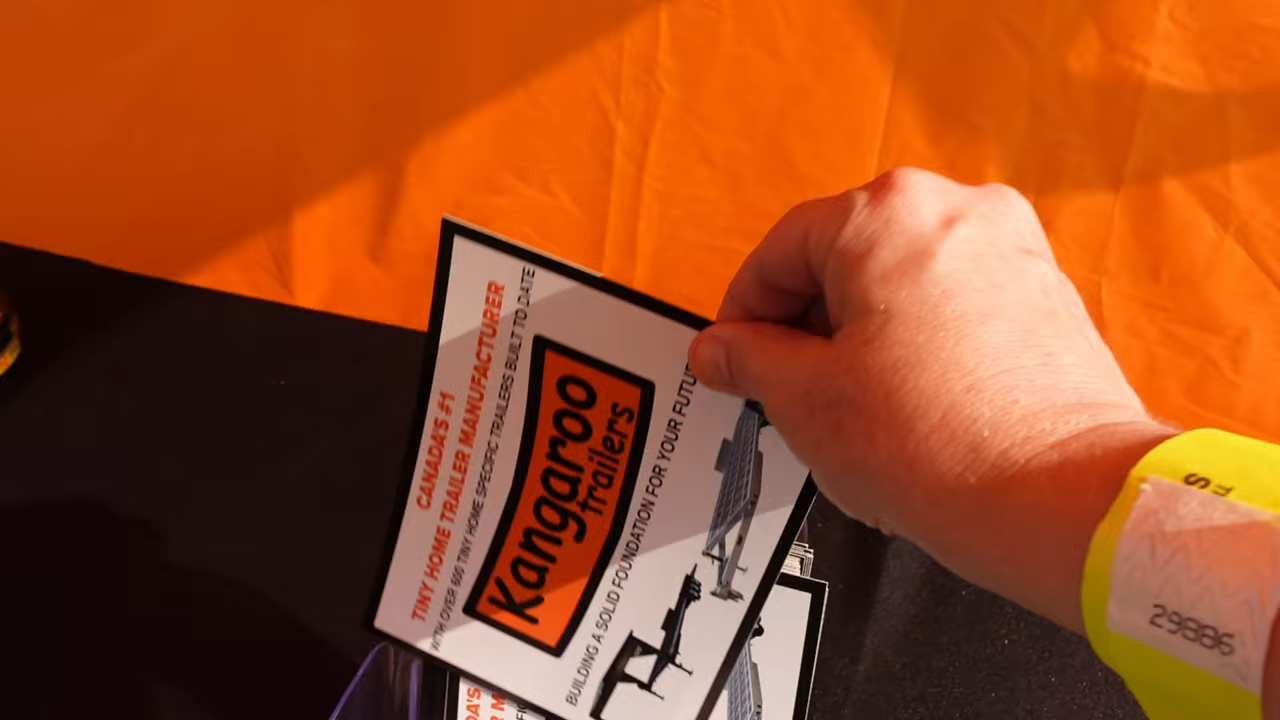 CANADA'S #1
TINY HOME TRAILER MANUFACTURER
WITH OVER 600 TINY HOME SPECIFIC TRAILERS BUILT TO DATE
Kangaroo
trailers
BUILDING A SOLID FOUNDATION FOR YOUR
29886